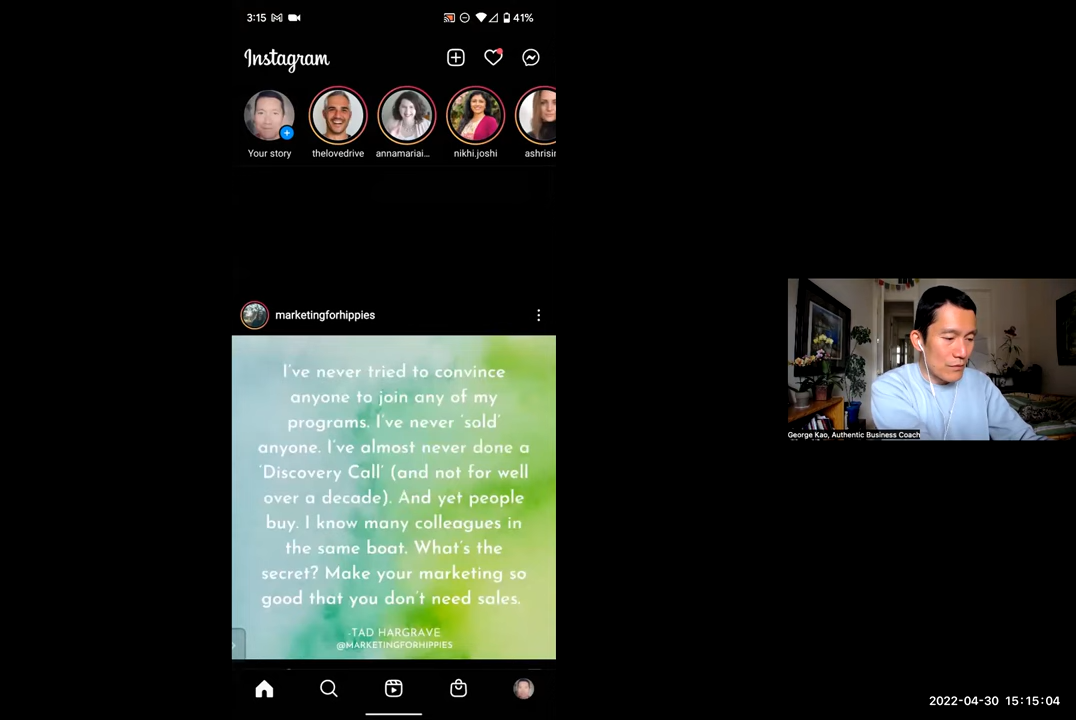 3:15
41%
Instagram
Your story
thelovedrive
annamariai...
nikhi.joshi
ashrisin
marketingforhippies
I've never tried to convince
anyone to join any of my
programs. I've never 'sold'
anyone. I've almost never done a
'Discovery Call' (and not for well
over a decade). And yet people
buy. I know many colleagues in
the same boat. What's the
secret? Make your marketing so
good that you don't need sales.
-TAD HARGRAVE
@MARKETINGFORHIPPIES
George Kao, Authentic Business Coach
2022-04-30 15:15:04